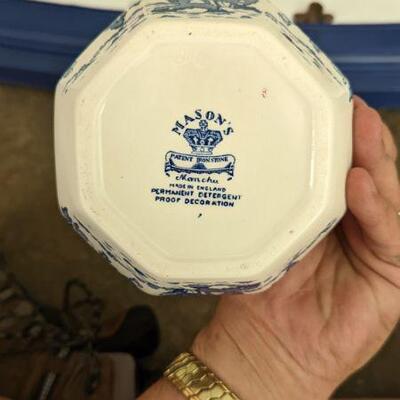 MASON'S
PATENT IRONSTONE
Manchu
MADE IN ENGLAND
PERMANENT DETERGENT
PROOF DECORATION